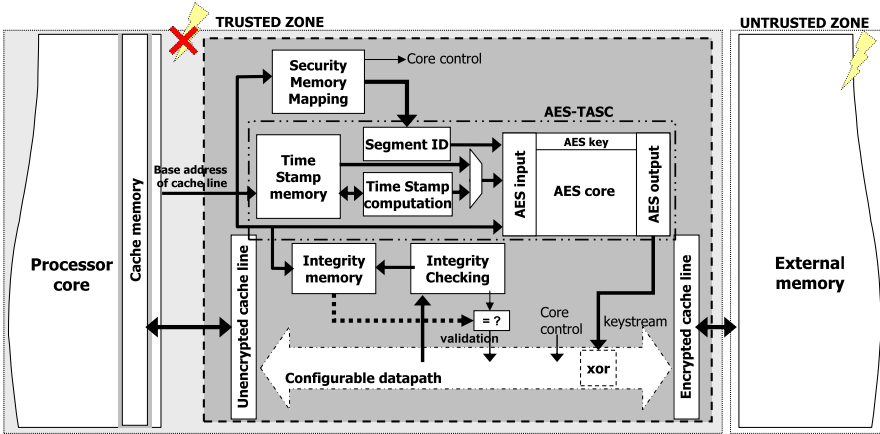 TRUSTED ZONE
UNTRUSTED ZONE
Security
Memory
Mapping
Core control
AES-TASC
Segment ID
Time
Stamp
memory
Time Stamp
computation
AES input
AES key
AES core
AES output
Base address
of cache line
Cache memory
Processor
core
Unencrypted cache line
Integrity
memory
Integrity
Checking
= ?
validation
Core
control
keystream
xor
Configurable datapath
Encrypted cache line
External
memory